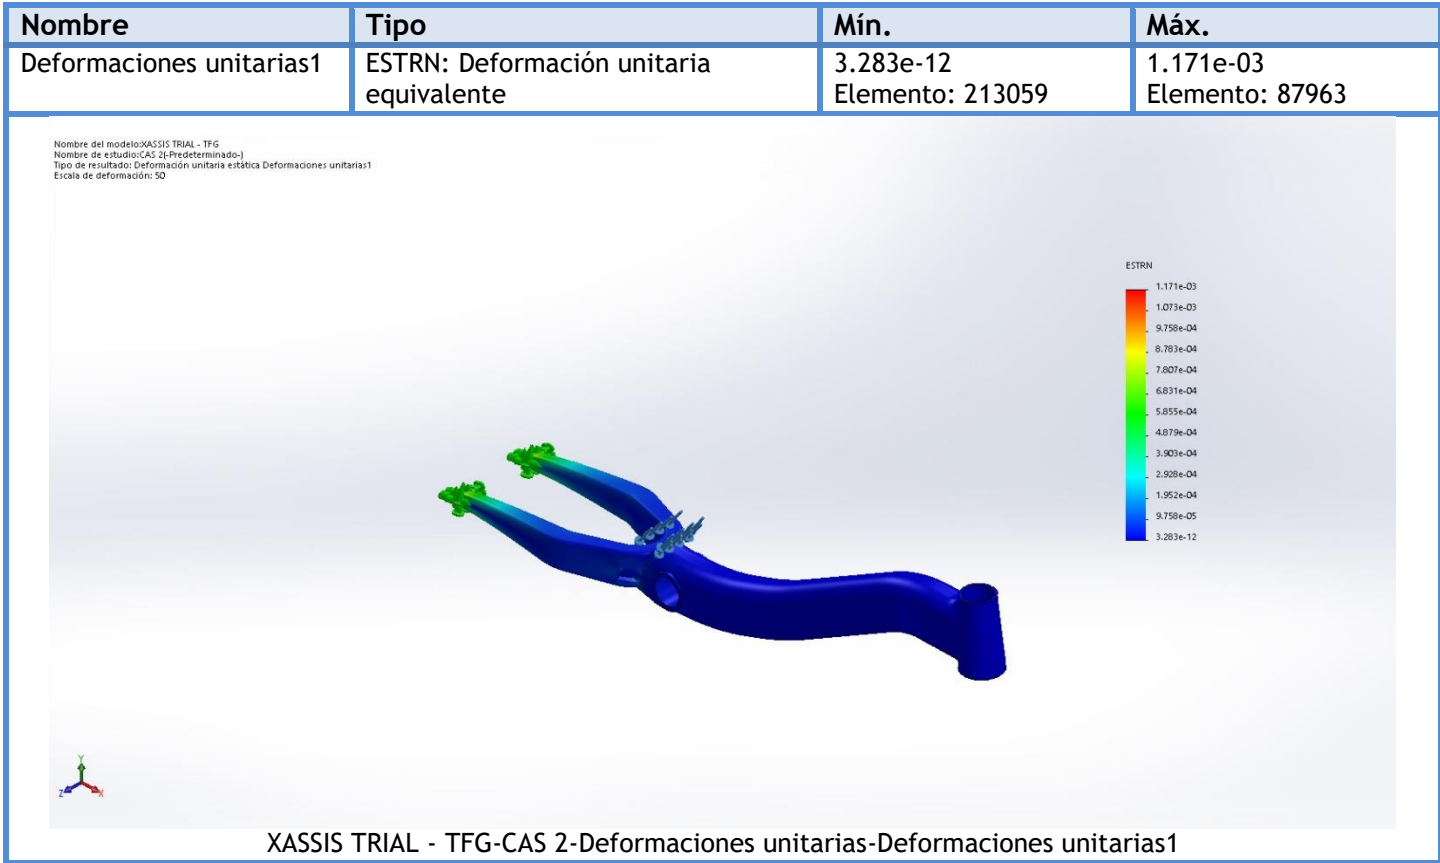 Nombre Tipo Mín. Máx.
Deformaciones unitarias1 ESTRN: Deformación unitaria equivalente 3.283e-12 Elemento: 213059 1.171e-03 Elemento: 87963
Nombre del modelo:XASSIS TRIAL - TFG
Nombre de estudio:CAS 2(-Predeterminado-)
Tipo de resultado: Deformación unitaria estática Deformaciones unitarias1
Escala de deformación: 50
ESTRN
1.171e-03
1.073e-03
9.758e-04
8.783e-04
7.807e-04
6.831e-04
5.855e-04
4.879e-04
3.903e-04
2.928e-04
1.952e-04
9.758e-05
3.283e-12
Y
Z X
XASSIS TRIAL - TFG-CAS 2-Deformaciones unitarias-Deformaciones unitarias1